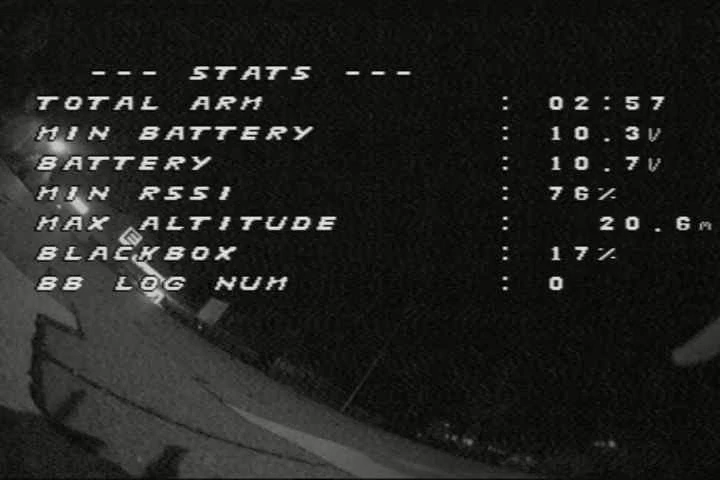 --- STATS ---
TOTAL ARM : 02:57
MIN BATTERY : 10.3V
BATTERY : 10.7V
MIN RSSI : 76%
MAX ALTITUDE : 20.6m
BLACKBOX : 17%
BB LOG NUM : 0